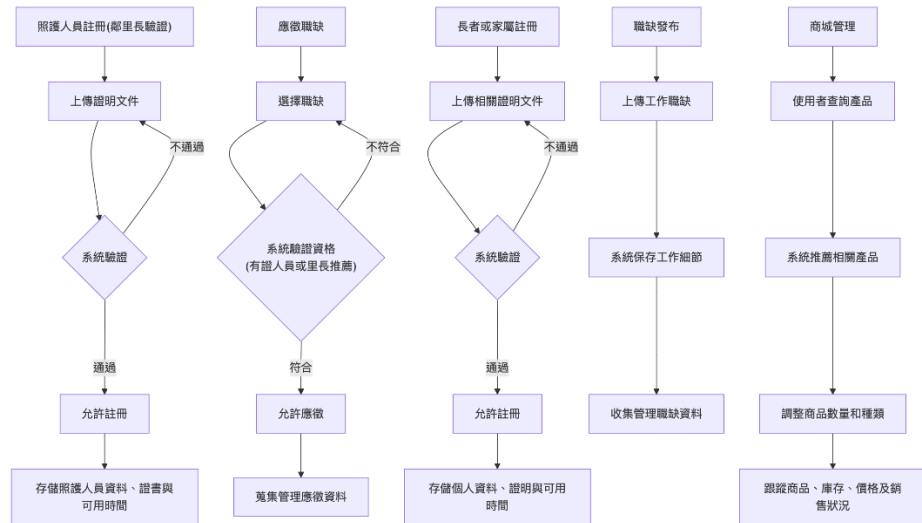 照護人員註冊(鄰里長驗證)
上傳證明文件
不通過
系統驗證
通過
允許註冊
存儲照護人員資料、證書與
可用時間
應徵職缺
選擇職缺
不符合
系統驗證資格
(有證人員或里長推薦)
符合
允許應徵
蒐集管理應徵資料
長者或家屬註冊
上傳相關證明文件
不通過
系統驗證
通過
允許註冊
存儲個人資料、證明與可用
時間
職缺發布
上傳工作職缺
系統保存工作細節
收集管理職缺資料
商城管理
使用者查詢產品
系統推薦相關產品
調整商品數量和種類
跟蹤商品、庫存、價格及銷
售狀況